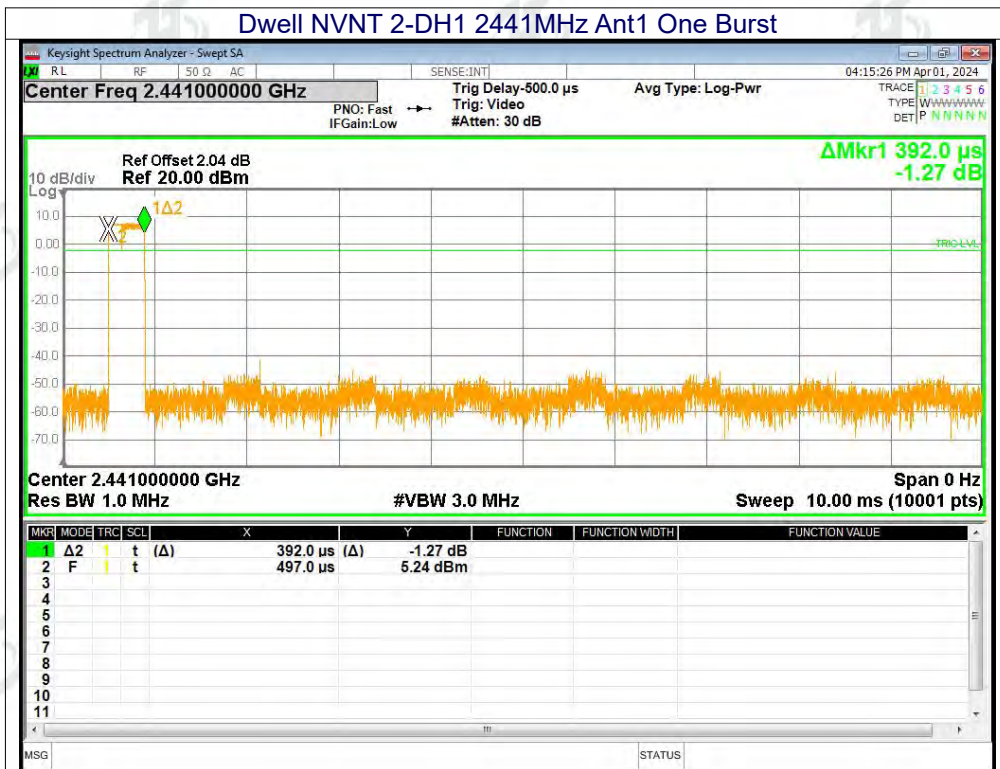 Dwell NVNT 2-DH1 2441MHz Ant1 One Burst
Keysight Spectrum Analyzer - Swept SA
LXI RL RF 50 Ω AC SENSE:INT 04:15:26 PM Apr 01, 2024
Center Freq 2.441000000 GHz
PNO: Fast
IFGain:Low
Trig Delay-500.0 µs
Trig: Video
#Atten: 30 dB
Avg Type: Log-Pwr
TRACE 1 2 3 4 5 6
TYPE WWWWWW
DET P N N N N N
ΔMkr1 392.0 µs
-1.27 dB
Ref Offset 2.04 dB
10 dB/div Ref 20.00 dBm
Log
1Δ2
2
TRIG LVL
10.0
0.00
-10.0
-20.0
-30.0
-40.0
-50.0
-60.0
-70.0
Center 2.441000000 GHz Span 0 Hz
Res BW 1.0 MHz #VBW 3.0 MHz Sweep 10.00 ms (10001 pts)
MKR MODE TRC SCL X Y FUNCTION FUNCTION WIDTH FUNCTION VALUE
1 Δ2 1 t (Δ) 392.0 µs (Δ) -1.27 dB
2 F 1 t 497.0 µs 5.24 dBm
3
4
5
6
7
8
9
10
11
MSG STATUS